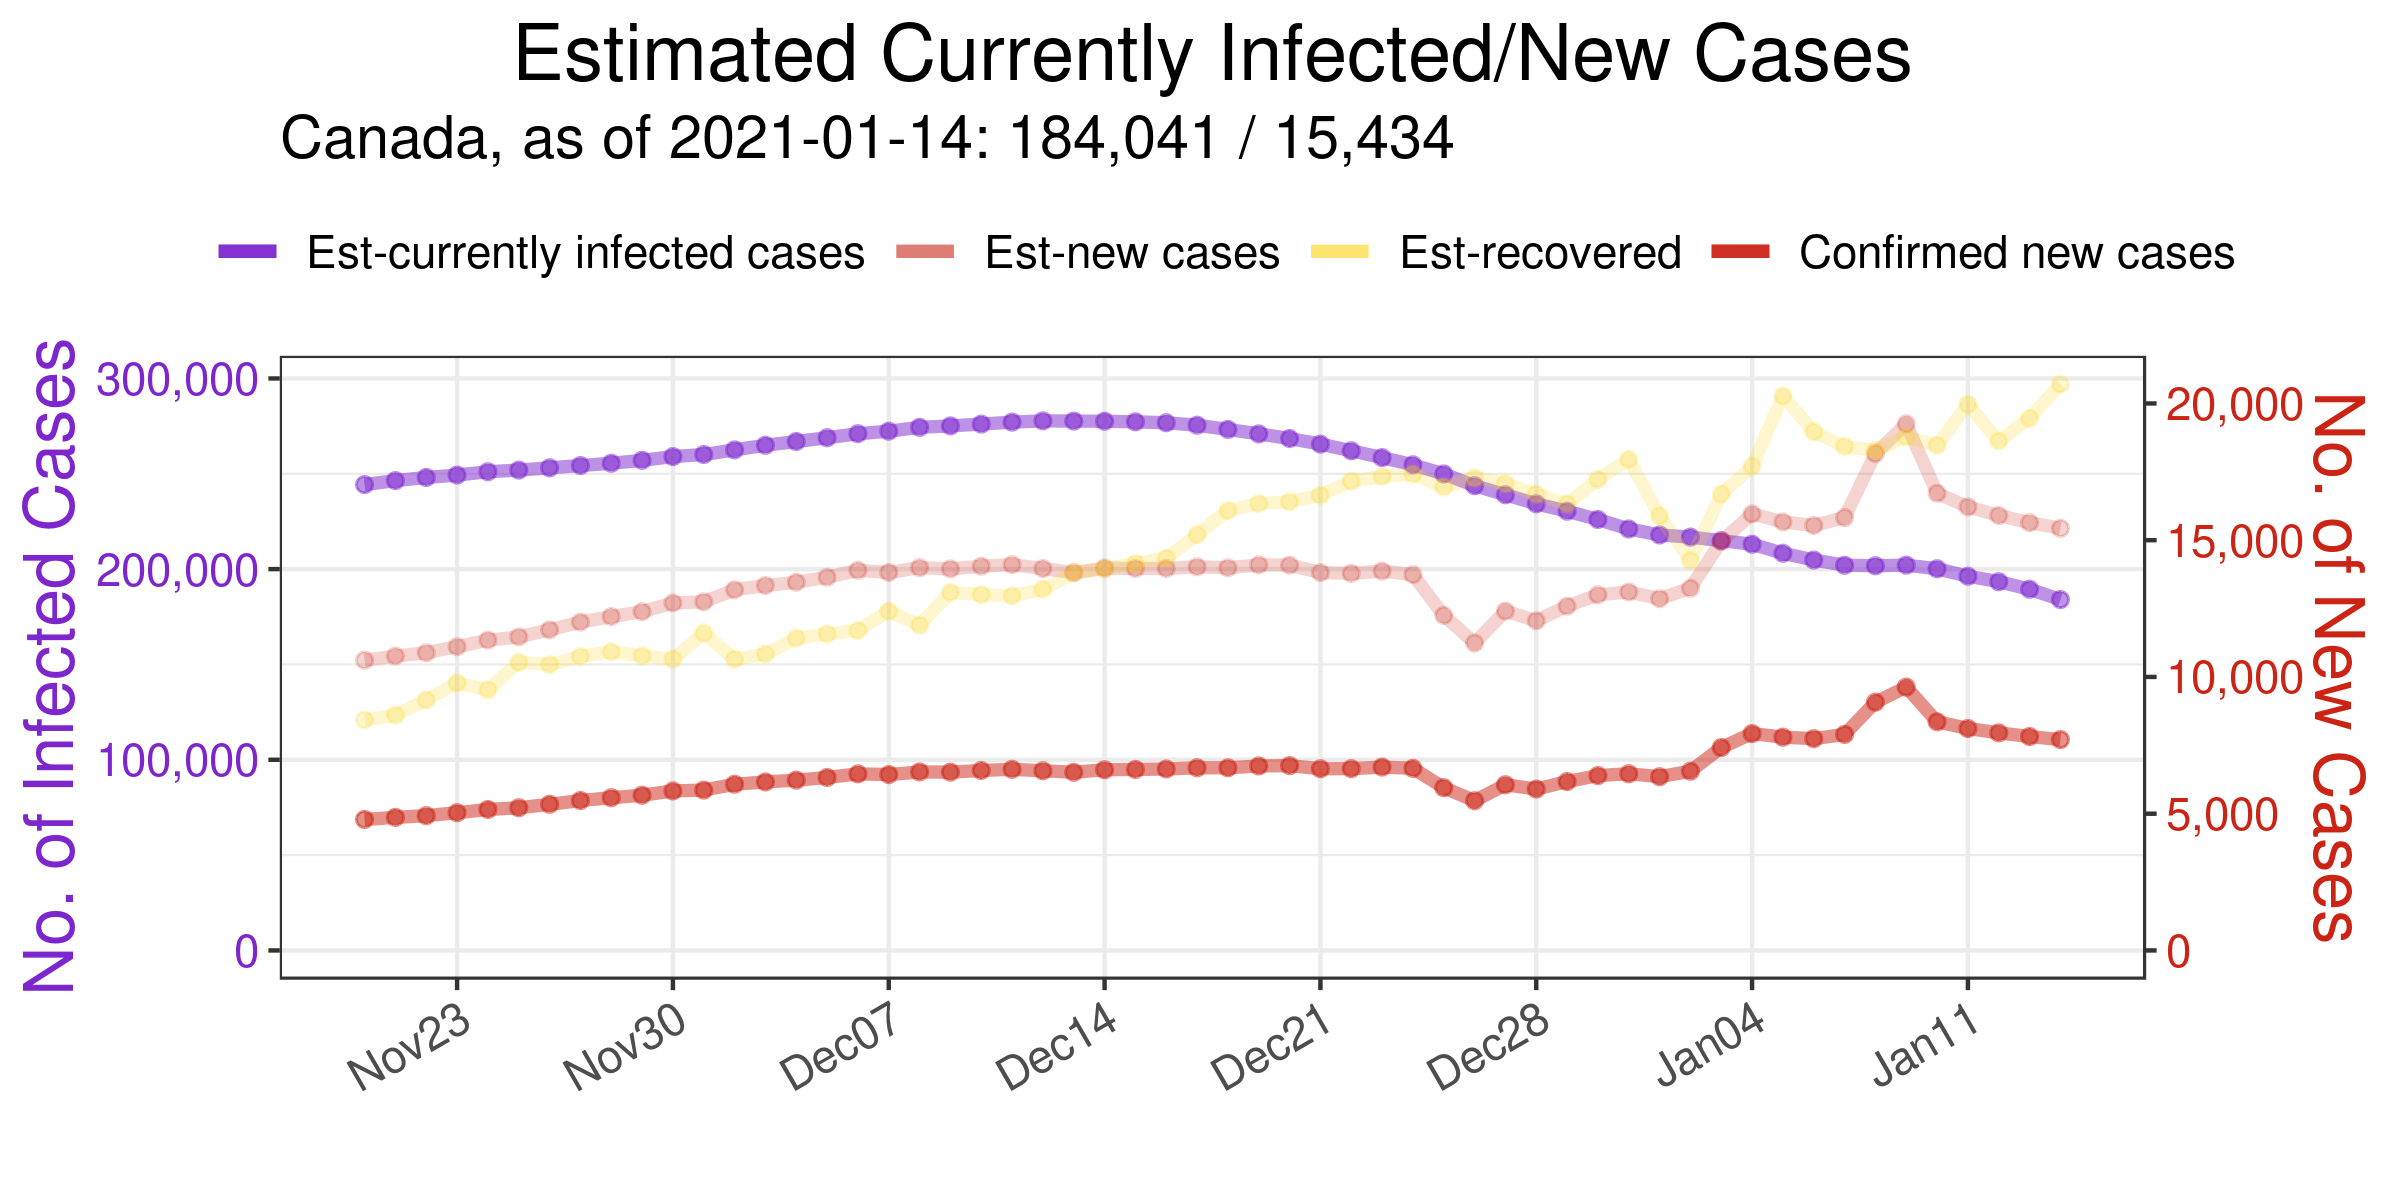 Estimated Currently Infected/New Cases
Canada, as of 2021-01-14: 184,041 / 15,434
Est-currently infected cases Est-new cases Est-recovered Confirmed new cases
No. of Infected Cases
300,000
200,000
100,000
0
20,000
15,000
10,000
5,000
0
No. of New Cases
Nov23 Nov30 Dec07 Dec14 Dec21 Dec28 Jan04 Jan11